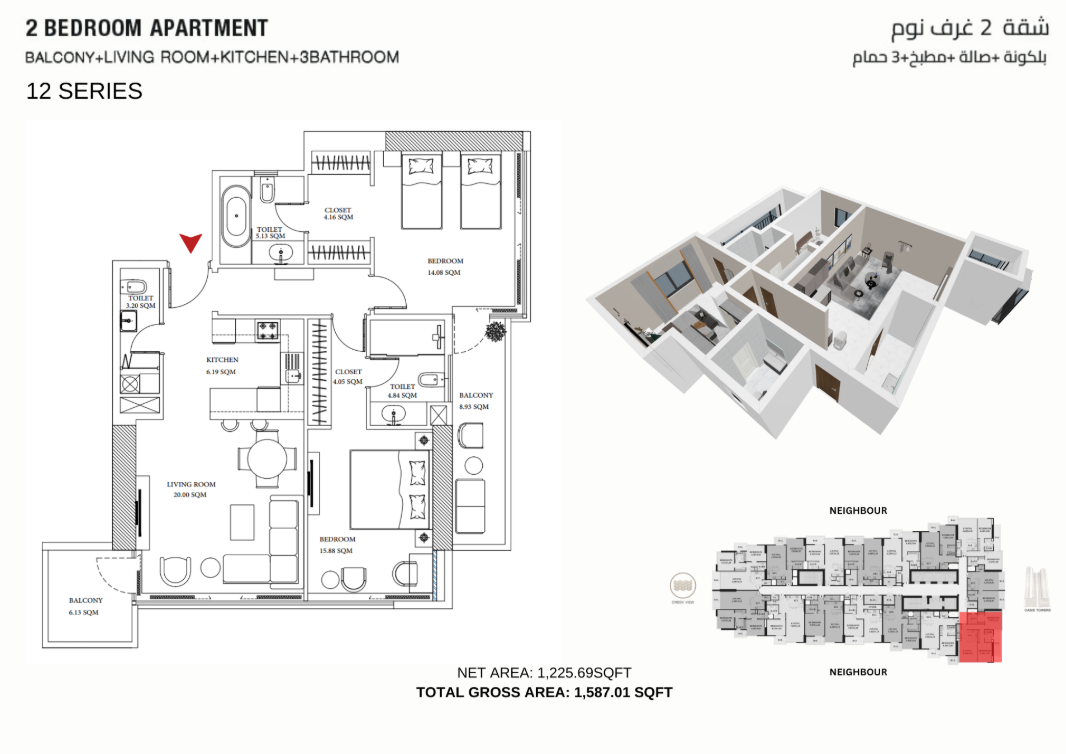 2 BEDROOM APARTMENT
شقة 2 غرف نوم
BALCONY+LIVING ROOM+KITCHEN+3BATHROOM
بلكونة +صالة +مطبخ+3 حمام
12 SERIES
CLOSET
4.16 SQM
TOILET
5.13 SQM
BEDROOM
14.08 SQM
TOILET
3.20 SQM
KITCHEN
6.19 SQM
CLOSET
4.05 SQM
TOILET
4.84 SQM
BALCONY
8.93 SQM
LIVING ROOM
20.00 SQM
BEDROOM
15.88 SQM
BALCONY
6.13 SQM
NEIGHBOUR
CREEK VIEW
OASIS TOWERS
NEIGHBOUR
NET AREA: 1,225.69SQFT
TOTAL GROSS AREA: 1,587.01 SQFT